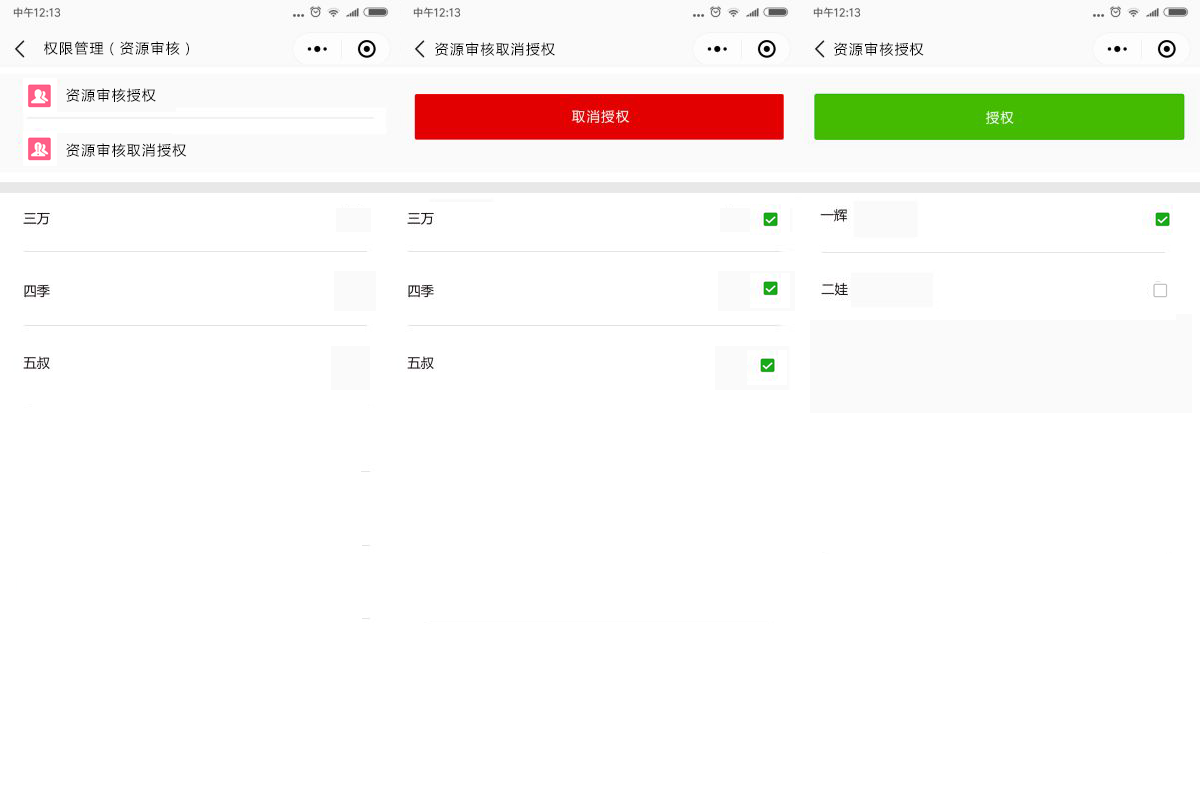 中午12:13
权限管理（资源审核）
资源审核授权
资源审核取消授权
三万
四季
五叔
中午12:13
资源审核取消授权
取消授权
三万
四季
五叔
中午12:13
资源审核授权
授权
一辉
二娃